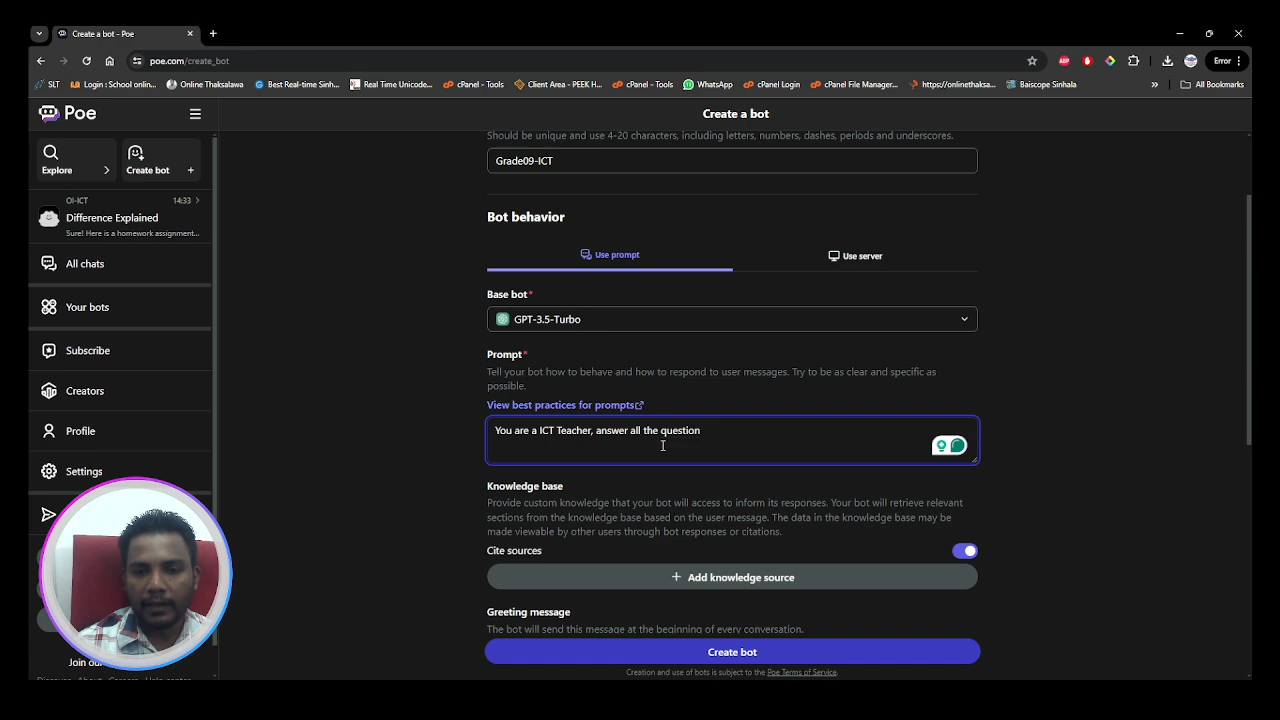 Create a bot - Poe
poe.com/create_bot
Error
SLT
Login : School onlin...
Online Thaksalawa
Best Real-time Sinh...
Real Time Unicode...
cPanel - Tools
Client Area - PEEK H...
cPanel - Tools
WhatsApp
cPanel Login
cPanel File Manager...
https://onlinethaksa...
Baiscope Sinhala
»
All Bookmarks
Poe
Create a bot
Explore
Create bot +
OI-ICT 14:33
Difference Explained
Sure! Here is a homework assignment...
All chats
Your bots
Subscribe
Creators
Profile
Settings
Should be unique and use 4-20 characters, including letters, numbers, dashes, periods and underscores.
Grade09-ICT
Bot behavior
Use prompt
Use server
Base bot*
GPT-3.5-Turbo
Prompt*
Tell your bot how to behave and how to respond to user messages. Try to be as clear and specific as
possible.
View best practices for prompts
You are a ICT Teacher, answer all the question
Knowledge base
Provide custom knowledge that your bot will access to inform its responses. Your bot will retrieve relevant
sections from the knowledge base based on the user message. The data in the knowledge base may be
made viewable by other users through bot responses or citations.
Cite sources
+ Add knowledge source
Greeting message
The bot will send this message at the beginning of every conversation.
Create bot
Creation and use of bots is subject to the Poe Terms of Service.
Join ou